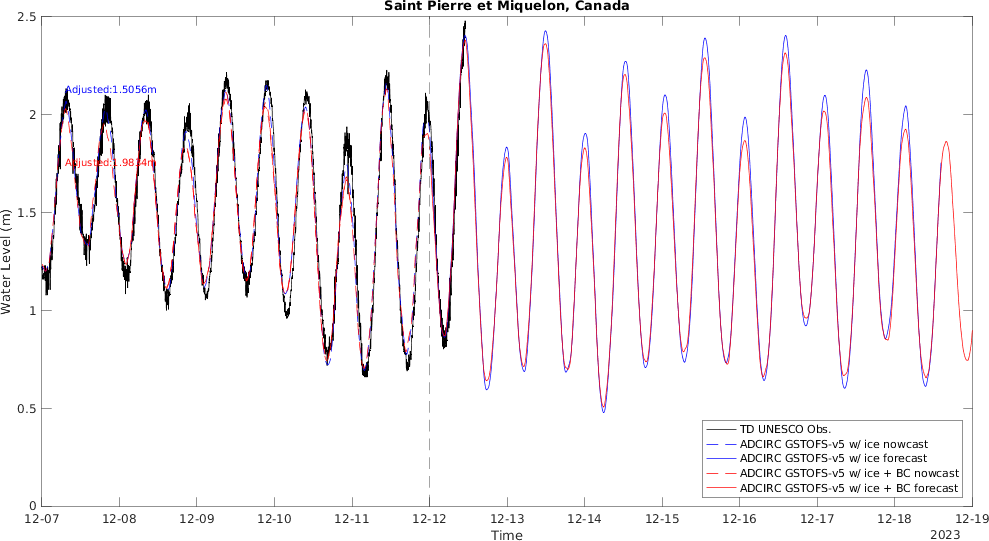 Saint Pierre et Miquelon, Canada
2.5
2
1.5
1
0.5
0
Water Level (m)
Adjusted:1.5056m
Adjusted:1.9814m
TD UNESCO Obs.
ADCIRC GSTOFS-v5 w/ ice nowcast
ADCIRC GSTOFS-v5 w/ ice forecast
ADCIRC GSTOFS-v5 w/ ice + BC nowcast
ADCIRC GSTOFS-v5 w/ ice + BC forecast
12-07 12-08 12-09 12-10 12-11 12-12 12-13 12-14 12-15 12-16 12-17 12-18 12-19
Time
2023